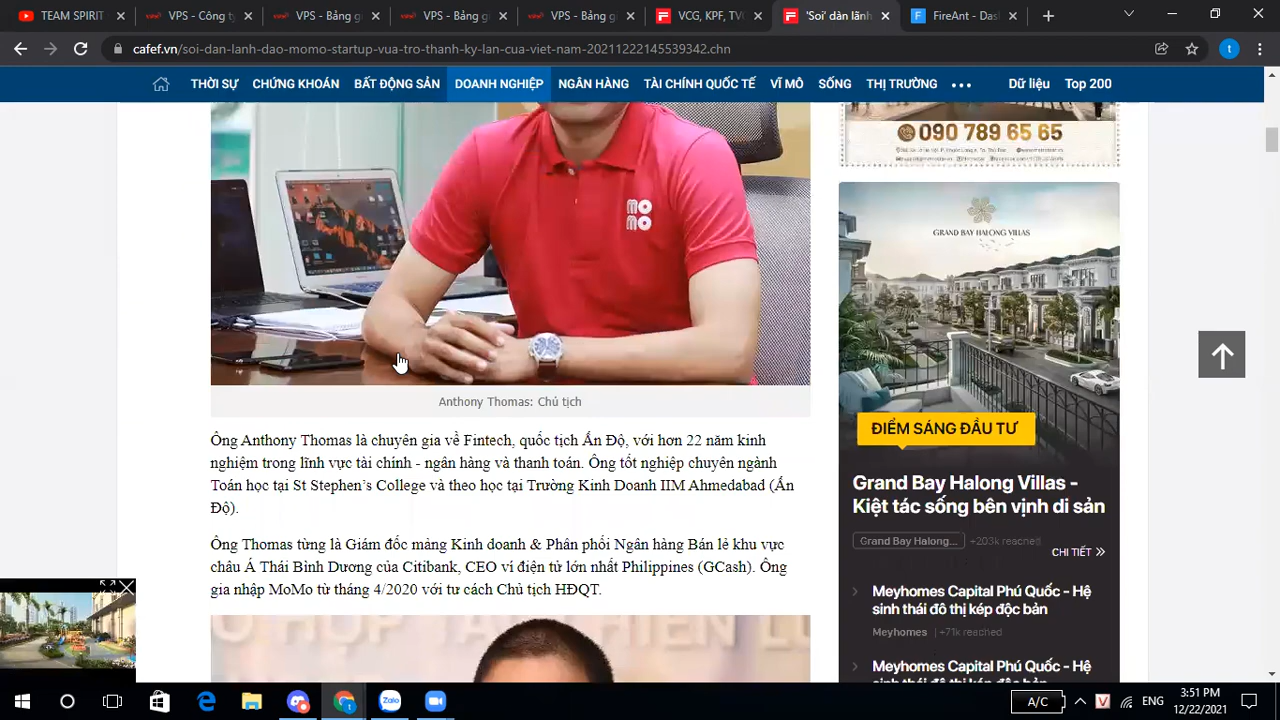 TEAM SPIRIT
VPS - Công ty
VPS - Bảng g
VPS - Bảng g
VPS - Bảng g
VCG, KPF, TV
'Soi' dàn lãnh
FireAnt - Das
cafef.vn/soi-dan-lanh-dao-momo-startup-vua-tro-thanh-ky-lan-cua-viet-nam-20211222145539342.chn
t
THỜI SỰ
CHỨNG KHOÁN
BẤT ĐỘNG SẢN
DOANH NGHIỆP
NGÂN HÀNG
TÀI CHÍNH QUỐC TẾ
VĨ MÔ
SỐNG
THỊ TRƯỜNG
Dữ liệu
Top 200
090 789 65 65
mo
mo
GRAND BAY HALONG VILLAS
ĐIỂM SÁNG ĐẦU TƯ
Grand Bay Halong Villas -
Kiệt tác sống bên vịnh di sản
Grand Bay Halong...
+203k reached
CHI TIẾT
Meyhomes Capital Phú Quốc - Hệ
sinh thái đô thị kép độc bản
Meyhomes | +71k reached
Meyhomes Capital Phú Quốc - Hệ
sinh thái đô thị kép độc bản
Anthony Thomas: Chủ tịch
Ông Anthony Thomas là chuyên gia về Fintech, quốc tịch Ấn Độ, với hơn 22 năm kinh
nghiệm trong lĩnh vực tài chính - ngân hàng và thanh toán. Ông tốt nghiệp chuyên ngành
Toán học tại St Stephen's College và theo học tại Trường Kinh Doanh IIM Ahmedabad (Ấn
Độ).
Ông Thomas từng là Giám đốc mảng Kinh doanh & Phân phối Ngân hàng Bán lẻ khu vực
châu Á Thái Bình Dương của Citibank, CEO ví điện tử lớn nhất Philippines (GCash). Ông
gia nhập MoMo từ tháng 4/2020 với tư cách Chủ tịch HĐQT.
Zalo
A/C
V
ENG
3:51 PM
12/22/2021